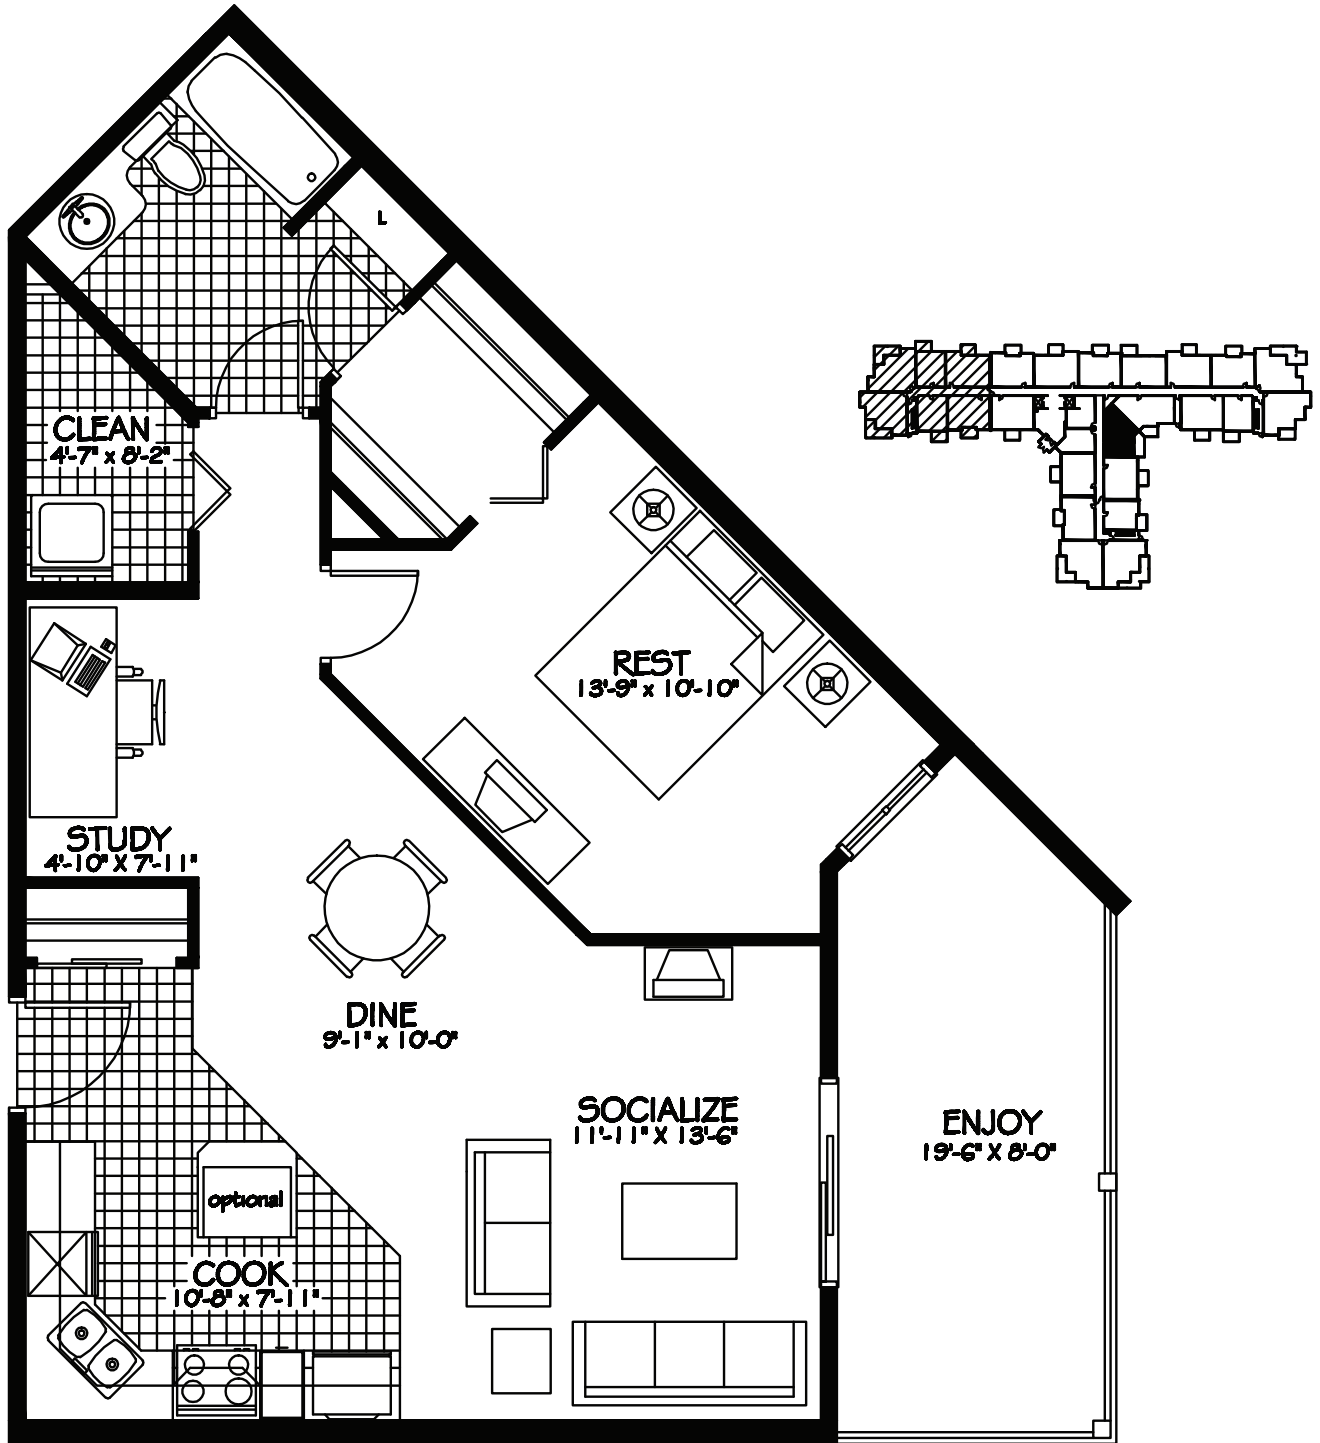 L
CLEAN
4'-7" x 8'-2"
REST
13'-9" x 10'-10"
STUDY
4'-10" X 7'-11"
DINE
9'-1" x 10'-0"
SOCIALIZE
11'-11" X 13'-6"
ENJOY
19'-6" X 8'-0"
optional
COOK
10'-8" x 7'-11"